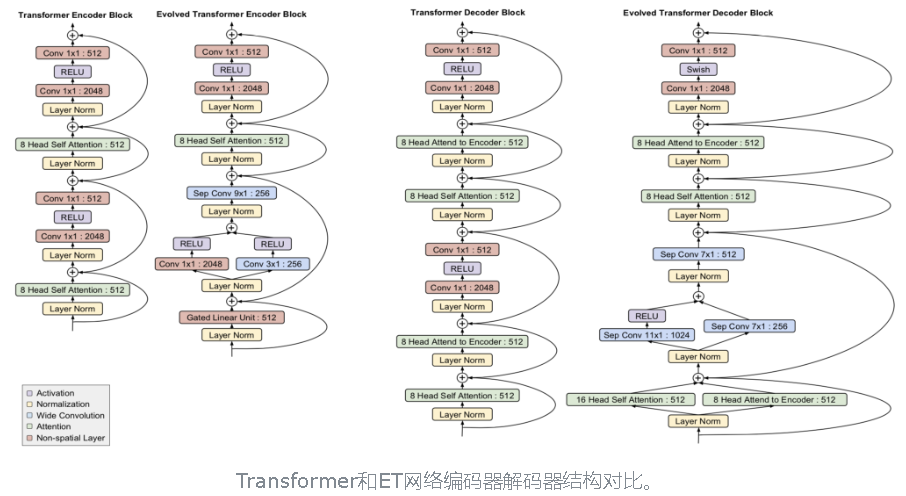 Transformer Encoder Block
Conv 1x1 : 512
RELU
Conv 1x1 : 2048
Layer Norm
8 Head Self Attention : 512
Layer Norm
Conv 1x1 : 512
RELU
Conv 1x1 : 2048
Layer Norm
8 Head Self Attention : 512
Layer Norm
Evolved Transformer Encoder Block
Conv 1x1 : 512
RELU
Conv 1x1 : 2048
Layer Norm
8 Head Self Attention : 512
Layer Norm
Sep Conv 9x1 : 256
Layer Norm
RELU RELU
Conv 1x1 : 2048 Conv 3x1 : 256
Layer Norm
Gated Linear Unit : 512
Layer Norm
Transformer Decoder Block
Conv 1x1 : 512
RELU
Conv 1x1 : 2048
Layer Norm
8 Head Attend to Encoder : 512
Layer Norm
8 Head Self Attention : 512
Layer Norm
Conv 1x1 : 512
RELU
Conv 1x1 : 2048
Layer Norm
8 Head Attend to Encoder : 512
Layer Norm
8 Head Self Attention : 512
Layer Norm
Evolved Transformer Decoder Block
Conv 1x1 : 512
Swish
Conv 1x1 : 2048
Layer Norm
8 Head Attend to Encoder : 512
Layer Norm
8 Head Self Attention : 512
Layer Norm
Sep Conv 7x1 : 512
Layer Norm
RELU
Sep Conv 11x1 : 1024 Sep Conv 7x1 : 256
Layer Norm
16 Head Self Attention : 512 8 Head Attend to Encoder : 512
Layer Norm
Activation
Normalization
Wide Convolution
Attention
Non-spatial Layer
Transformer和ET网络编码器解码器结构对比。